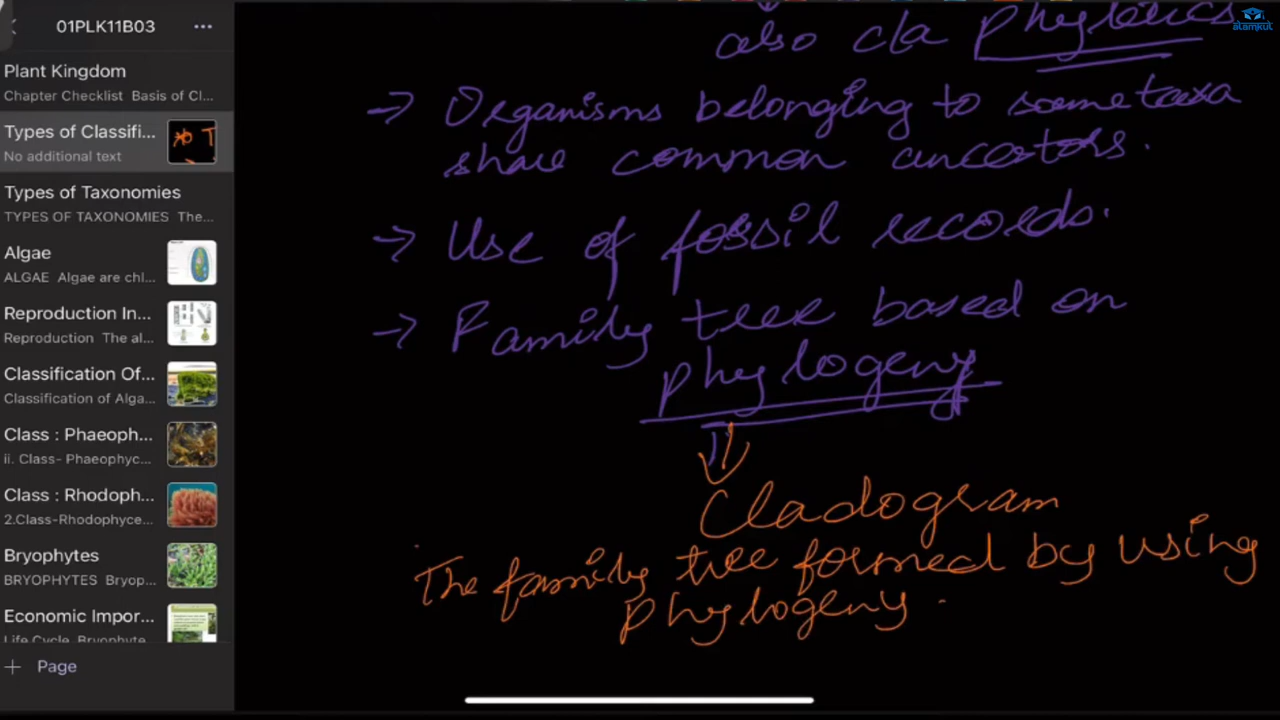 01PLK11B03
Plant Kingdom
Chapter Checklist Basis of Cl...
Types of Classifi...
No additional text
Types of Taxonomies
TYPES OF TAXONOMIES The...
Algae
ALGAE Algae are chl...
Reproduction In...
Reproduction The al...
Classification Of...
Classification of Alga...
Class : Phaeoph...
ii. Class- Phaeophyc...
Class : Rhodoph...
2.Class-Rhodophyce...
Bryophytes
BRYOPHYTES Bryop...
Economic Impor...
Life Cycle, Bryophyte
+ Page
alamkul
also cla phyletics
→ Organisms belonging to same taxa
share common ancestors.
→ Use of fossil records.
→ Family tree based on
phylogeny
Cladogram
The family tree formed by using
phylogeny.